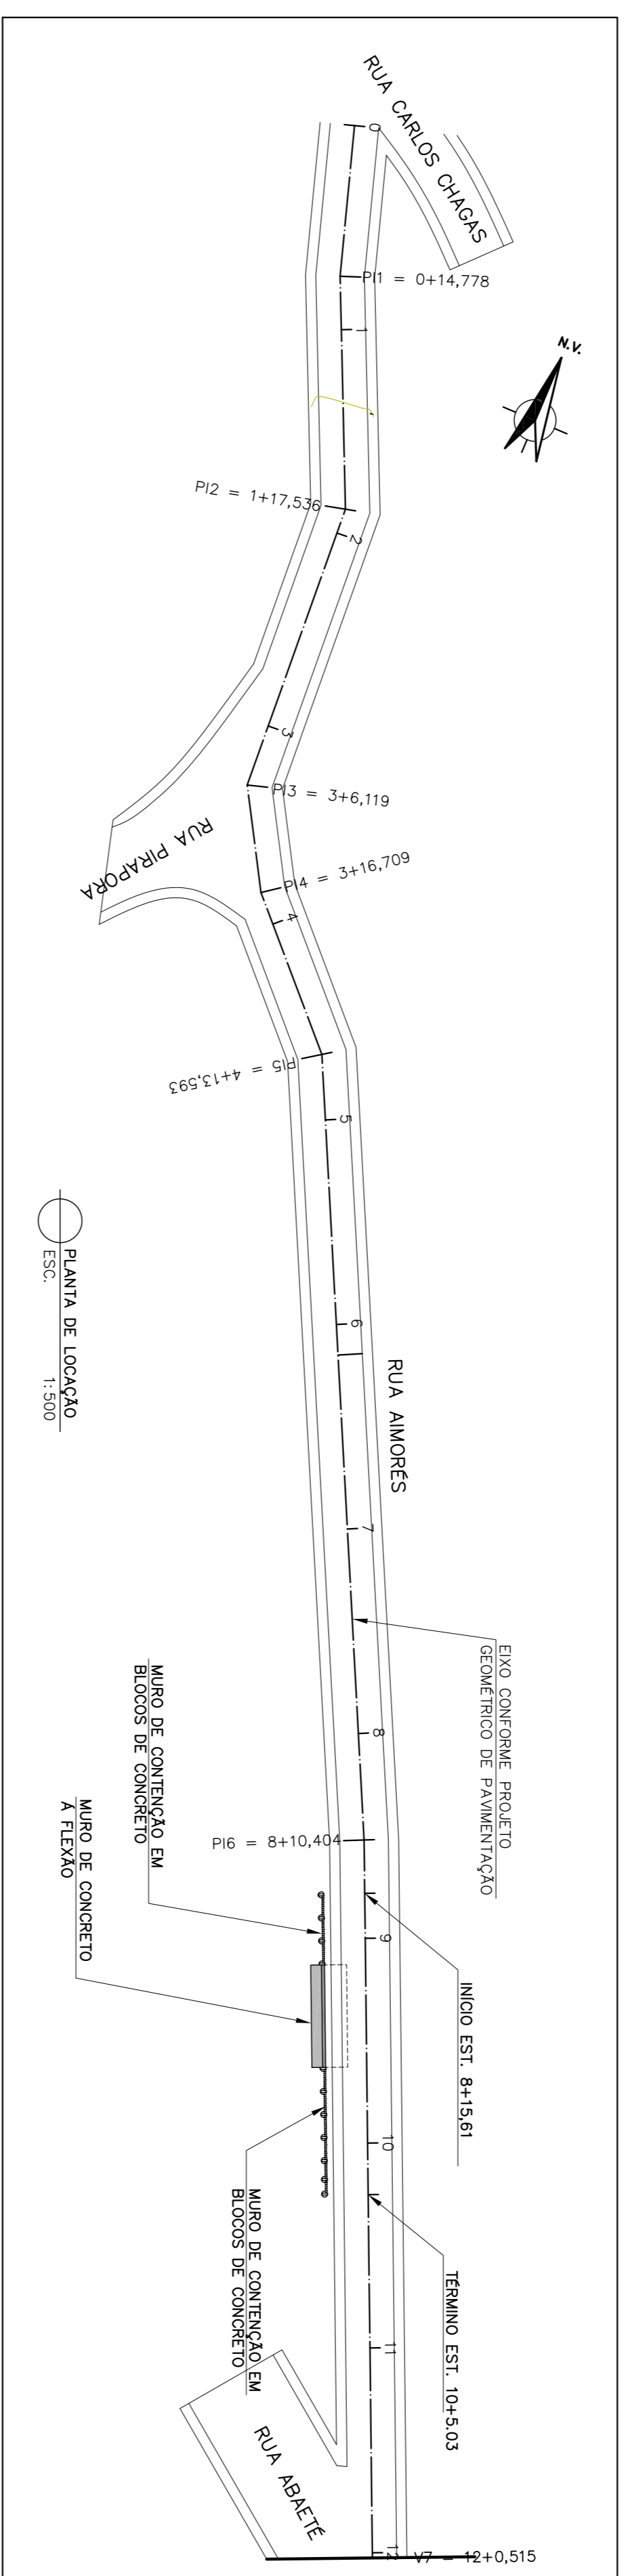 RUA CARLOS CHAGAS
0
PI1 = 0+14,778
1
N.V.
PI2 = 1+17,536
2
3
PI3 = 3+6,119
RUA PIRAPORA
PI4 = 3+16,709
4
PI5 = 4+13,593
5
PLANTA DE LOCAÇÃO
ESC. 1:500
6
RUA AIMORÉS
7
EIXO CONFORME PROJETO
GEOMÉTRICO DE PAVIMENTAÇÃO
8
MURO DE CONTENÇÃO EM
BLOCOS DE CONCRETO
MURO DE CONCRETO
Á FLEXÃO
PI6 = 8+10,404
9
INÍCIO EST. 8+15,61
10
MURO DE CONTENÇÃO EM
BLOCOS DE CONCRETO
TÉRMINO EST. 10+5.03
11
RUA ABAETÉ
12
V7 = 12+0,515